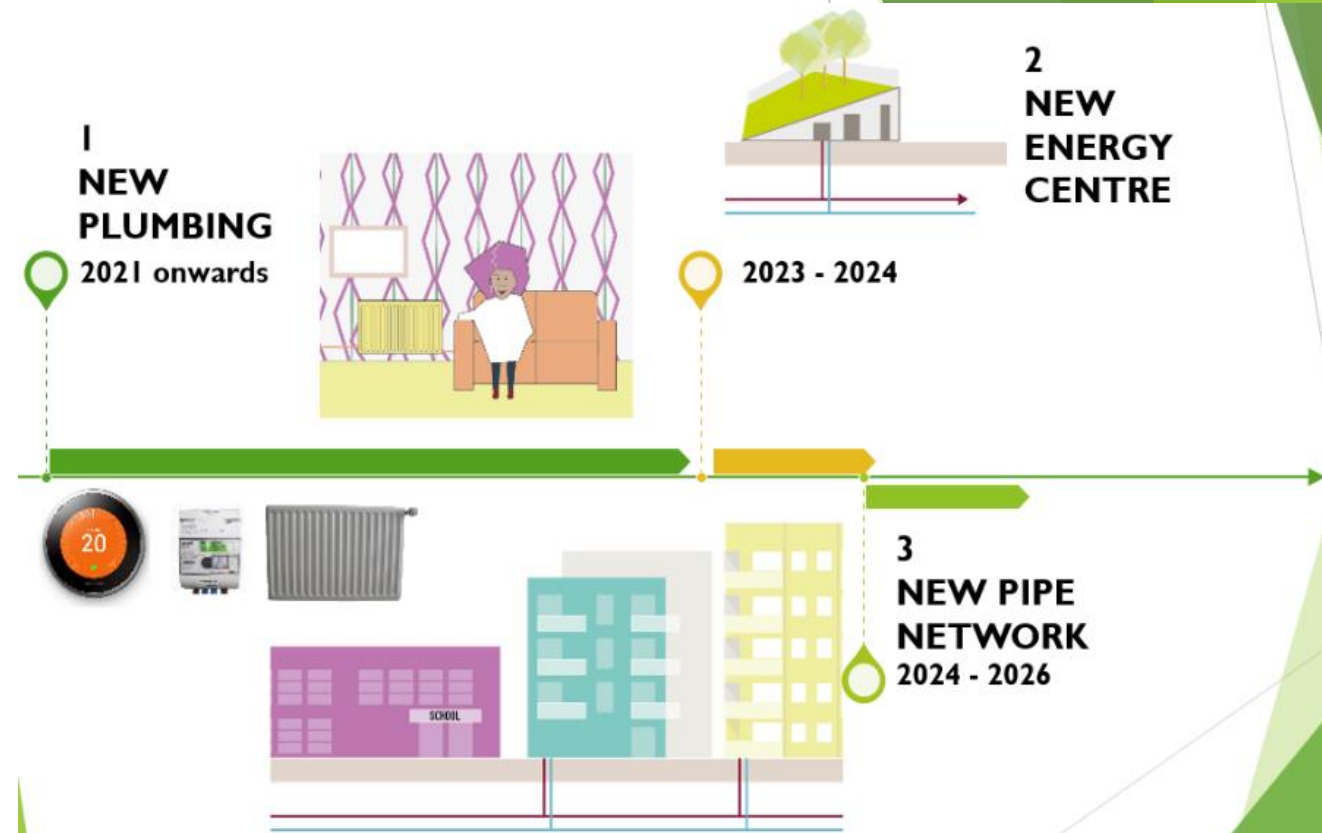 1
NEW
PLUMBING
2021 onwards
2
NEW
ENERGY
CENTRE
2023 - 2024
20
SCHOOL
3
NEW PIPE
NETWORK
2024 - 2026